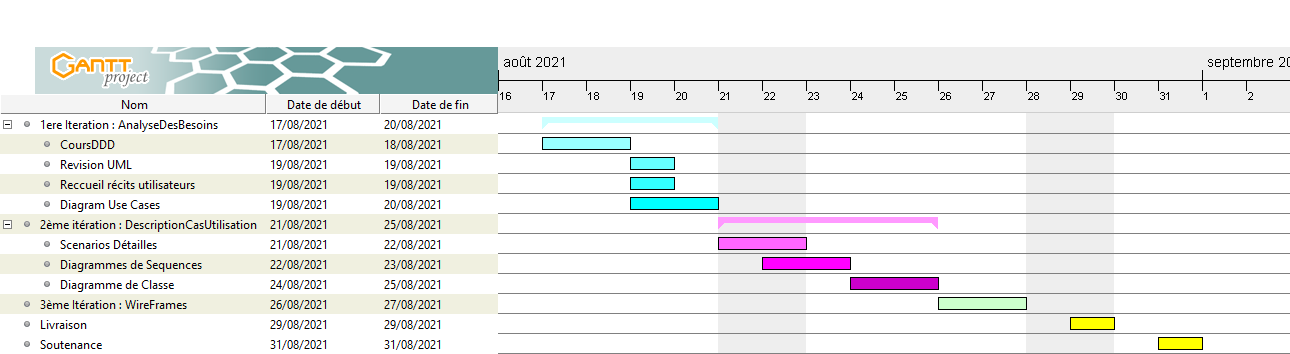 GANTT
project
août 2021
septembre 20
Nom Date de début Date de fin
16 17 18 19 20 21 22 23 24 25 26 27 28 29 30 31 1 2
1ere Iteration : AnalyseDesBesoins 17/08/2021 20/08/2021
CoursDDD 17/08/2021 18/08/2021
Revision UML 19/08/2021 19/08/2021
Reccueil récits utilisateurs 19/08/2021 19/08/2021
Diagram Use Cases 19/08/2021 20/08/2021
2ème itération : DescriptionCasUtilisation 21/08/2021 25/08/2021
Scenarios Détailles 21/08/2021 22/08/2021
Diagrammes de Sequences 22/08/2021 23/08/2021
Diagramme de Classe 24/08/2021 25/08/2021
3ème Itération : WireFrames 26/08/2021 27/08/2021
Livraison 29/08/2021 29/08/2021
Soutenance 31/08/2021 31/08/2021